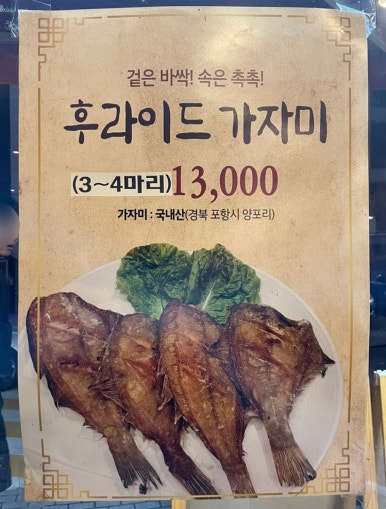 겉은 바싹! 속은 촉촉!
후라이드 가자미
(3~4마리)13,000
가자미 : 국내산(경북 포항시 양포리)